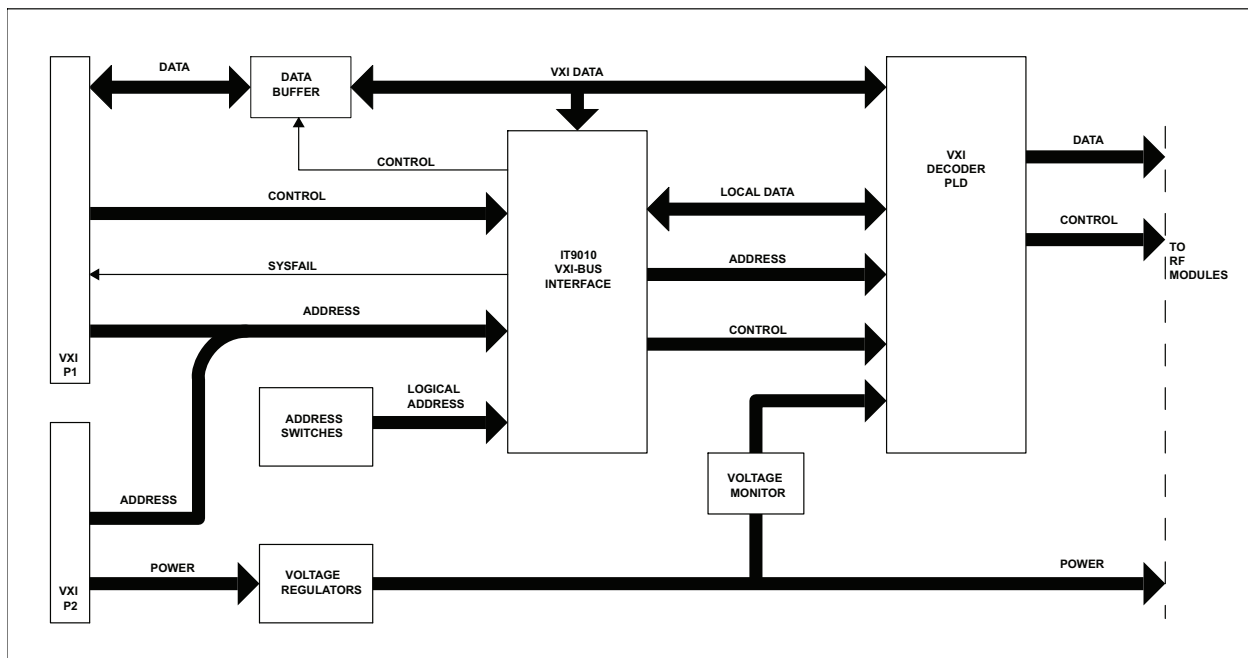 DATA
DATA
BUFFER
VXI DATA
CONTROL
CONTROL
SYSFAIL
ADDRESS
VXI
P1
IT9010
VXI-BUS
INTERFACE
LOCAL DATA
ADDRESS
CONTROL
VXI
DECODER
PLD
DATA
CONTROL
TO
RF
MODULES
ADDRESS
SWITCHES
LOGICAL
ADDRESS
VOLTAGE
MONITOR
ADDRESS
POWER
VXI
P2
VOLTAGE
REGULATORS
POWER